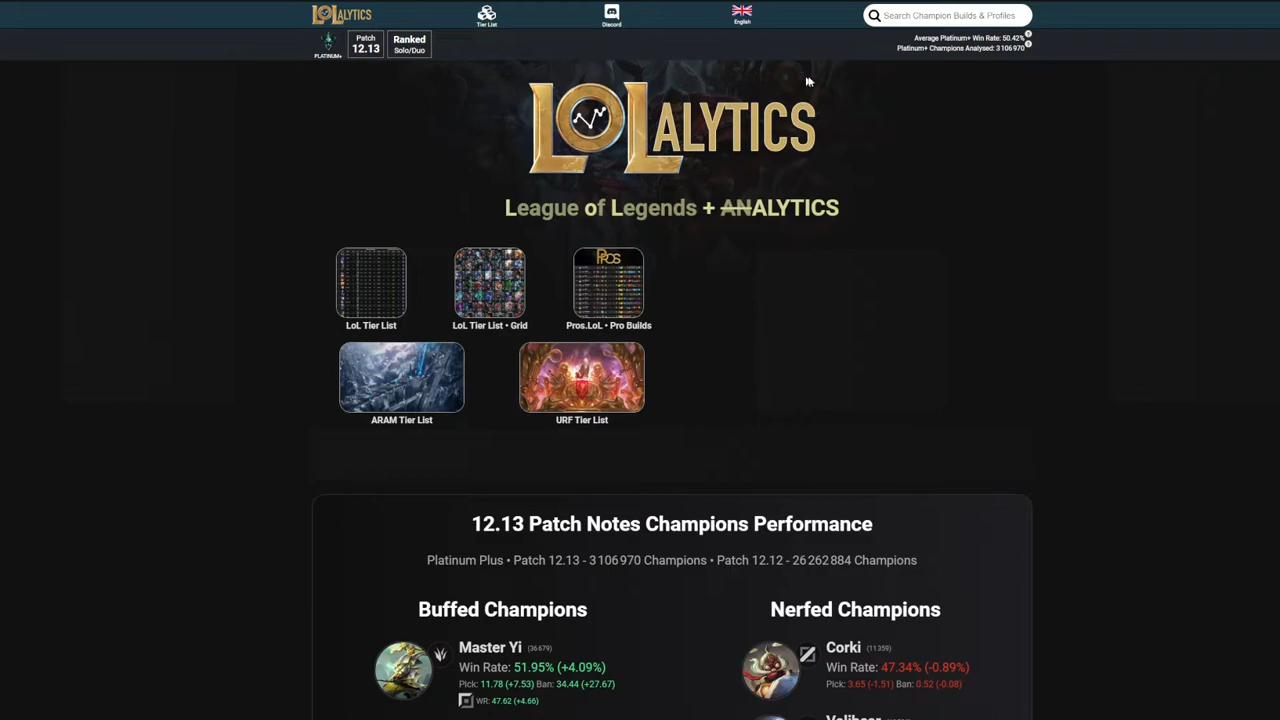 LOLALYTICS
Tier List
Discord
English
Search Champion Builds & Profiles
PLATINUM+
Patch
12.13
Ranked
Solo/Duo
Average Platinum+ Win Rate: 50.42%
Platinum+ Champions Analysed: 3 106 970
LOLALYTICS
League of Legends + ANALYTICS
PROS
LoL Tier List
LoL Tier List • Grid
Pros.LoL • Pro Builds
ARAM Tier List
URF Tier List
12.13 Patch Notes Champions Performance
Platinum Plus • Patch 12.13 - 3 106 970 Champions • Patch 12.12 - 26 262 884 Champions
Buffed Champions
Nerfed Champions
Master Yi (36 679)
Win Rate: 51.95% (+4.09%)
Pick: 11.78 (+7.53) Ban: 34.44 (+27.67)
WR: 47.62 (+4.66)
Corki (11 359)
Win Rate: 47.34% (-0.89%)
Pick: 3.65 (-1.51) Ban: 0.52 (-0.08)